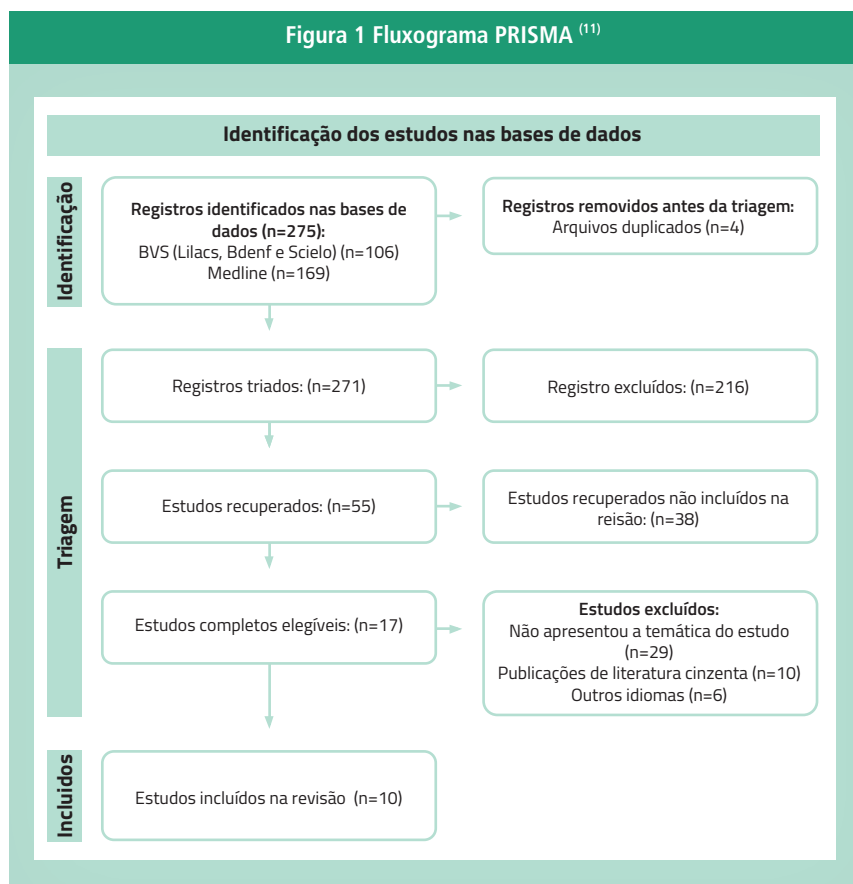 Figura 1 Fluxograma PRISMA (11)
Identificação dos estudos nas bases de dados
Identificação
Registros identificados nas bases de
dados (n=275):
BVS (Lilacs, Bdenf e Scielo) (n=106)
Medline (n=169)
Registros removidos antes da triagem:
Arquivos duplicados (n=4)
Triagem
Registros triados: (n=271)
Registro excluídos: (n=216)
Estudos recuperados: (n=55)
Estudos recuperados não incluídos na
reisão: (n=38)
Estudos completos elegíveis: (n=17)
Estudos excluídos:
Não apresentou a temática do estudo
(n=29)
Publicações de literatura cinzenta (n=10)
Outros idiomas (n=6)
Incluidos
Estudos incluídos na revisão (n=10)